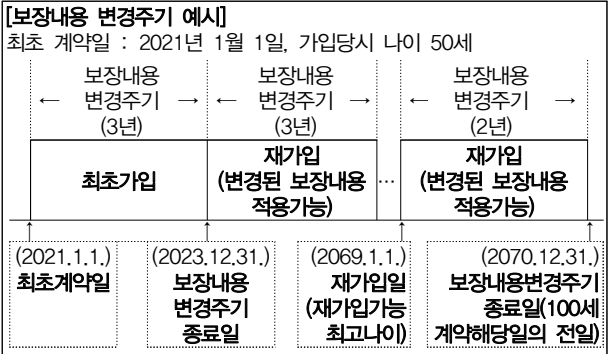 [보장내용 변경주기 예시]
최초 계약일 : 2021년 1월 1일, 가입당시 나이 50세
보장내용
← 변경주기 →
(3년)
보장내용
← 변경주기 →
(3년)
보장내용
← 변경주기 →
(2년)
최초가입
재가입
(변경된 보장내용
적용가능)
…
재가입
(변경된 보장내용
적용가능)
(2021.1.1.)
최초계약일
(2023.12.31.)
보장내용
변경주기
종료일
(2069.1.1.)
재가입일
(재가입가능
최고나이)
(2070.12.31.)
보장내용변경주기
종료일(100세
계약해당일의 전일)